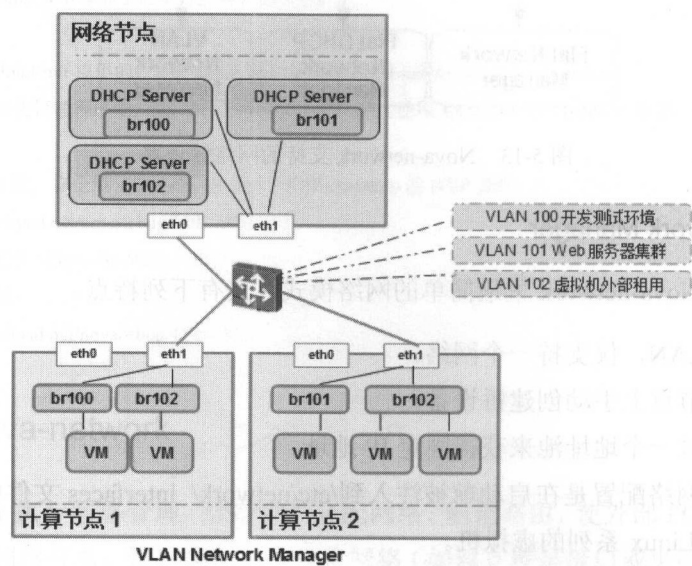 网络节点
DHCP Server
br100
DHCP Server
br101
DHCP Server
br102
eth0
eth1
VLAN 100 开发测试环境
VLAN 101 Web 服务器集群
VLAN 102 虚拟机外部租用
eth0
eth1
br100
br102
VM
VM
计算节点 1
eth0
eth1
br101
br102
VM
VM
VM
计算节点 2
VLAN Network Manager